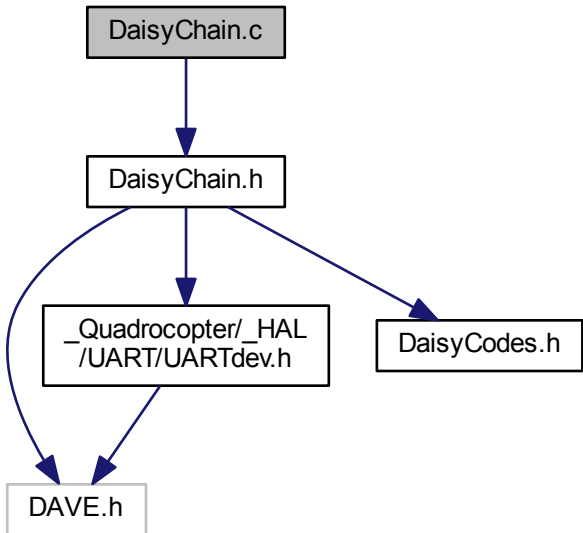 DaisyChain.c
DaisyChain.h
_Quadrocopter/_HAL
/UART/UARTdev.h
DaisyCodes.h
DAVE.h